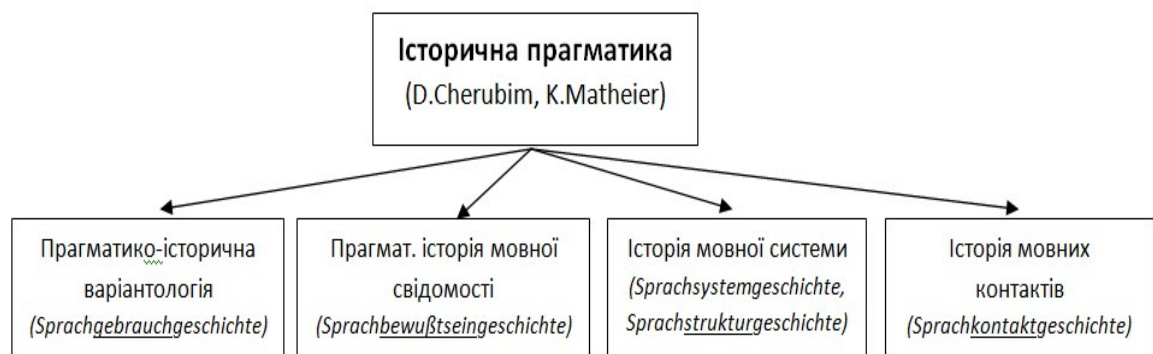 Історична прагматика
(D.Cherubim, K.Matheier)
Прагматико-історична
варіантологія
(Sprachgebrauchgeschichte)
Прагмат. історія мовної
свідомості
(Sprachbewußtseingeschichte)
Історія мовної системи
(Sprachsystemgeschichte,
Sprachstrukturgeschichte)
Історія мовних
контактів
(Sprachkontaktgeschichte)